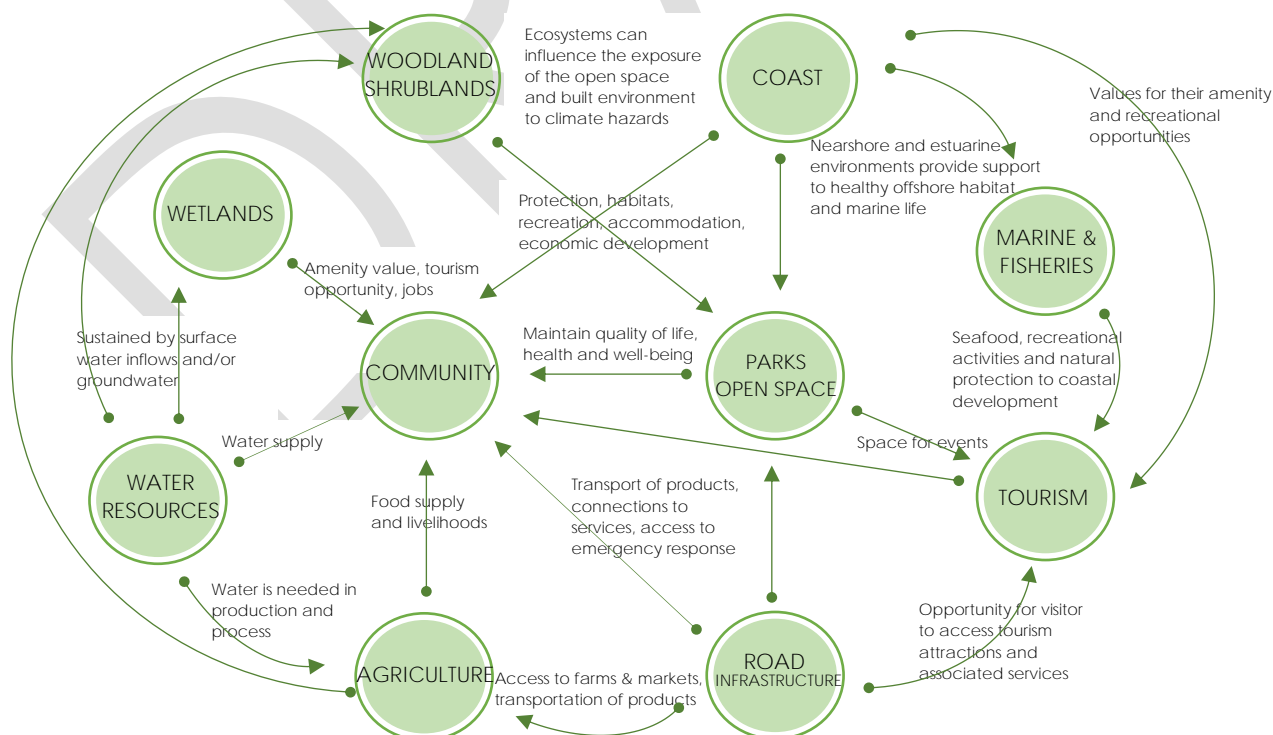 WOODLAND
SHRUBLANDS
Ecosystems can
influence the exposure
of the open space
and built environment
to climate hazards
COAST
Values for their amenity
and recreational
opportunities
Nearshore and estuarine
environments provide support
to healthy offshore habitat
and marine life
WETLANDS
Protection, habitats,
recreation, accommodation,
economic development
MARINE &
FISHERIES
Amenity value, tourism
opportunity, jobs
Sustained by surface
water inflows and/or
groundwater
COMMUNITY
Maintain quality of life,
health and well-being
PARKS
OPEN SPACE
Seafood, recreational
activities and natural
protection to coastal
development
Water supply
Space for events
WATER
RESOURCES
Food supply
and livelihoods
Transport of products,
connections to
services, access to
emergency response
TOURISM
Water is needed in
production and
process
Opportunity for visitor
to access tourism
attractions and
associated services
AGRICULTURE
Access to farms & markets,
transportation of products
ROAD
INFRASTRUCTURE